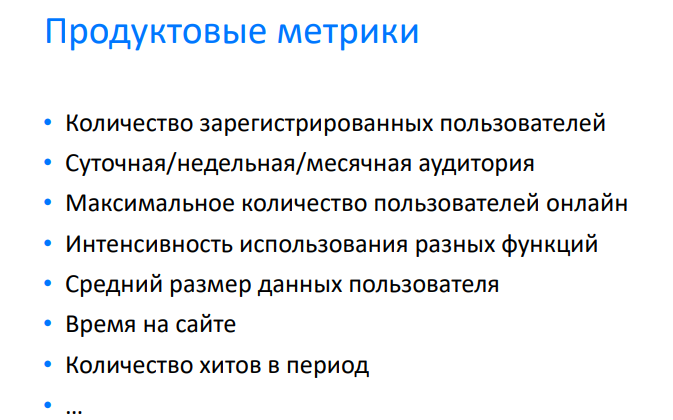 Продуктовые метрики
• Количество зарегистрированных пользователей
• Суточная/недельная/месячная аудитория
• Максимальное количество пользователей онлайн
• Интенсивность использования разных функций
• Средний размер данных пользователя
• Время на сайте
• Количество хитов в период
• ...